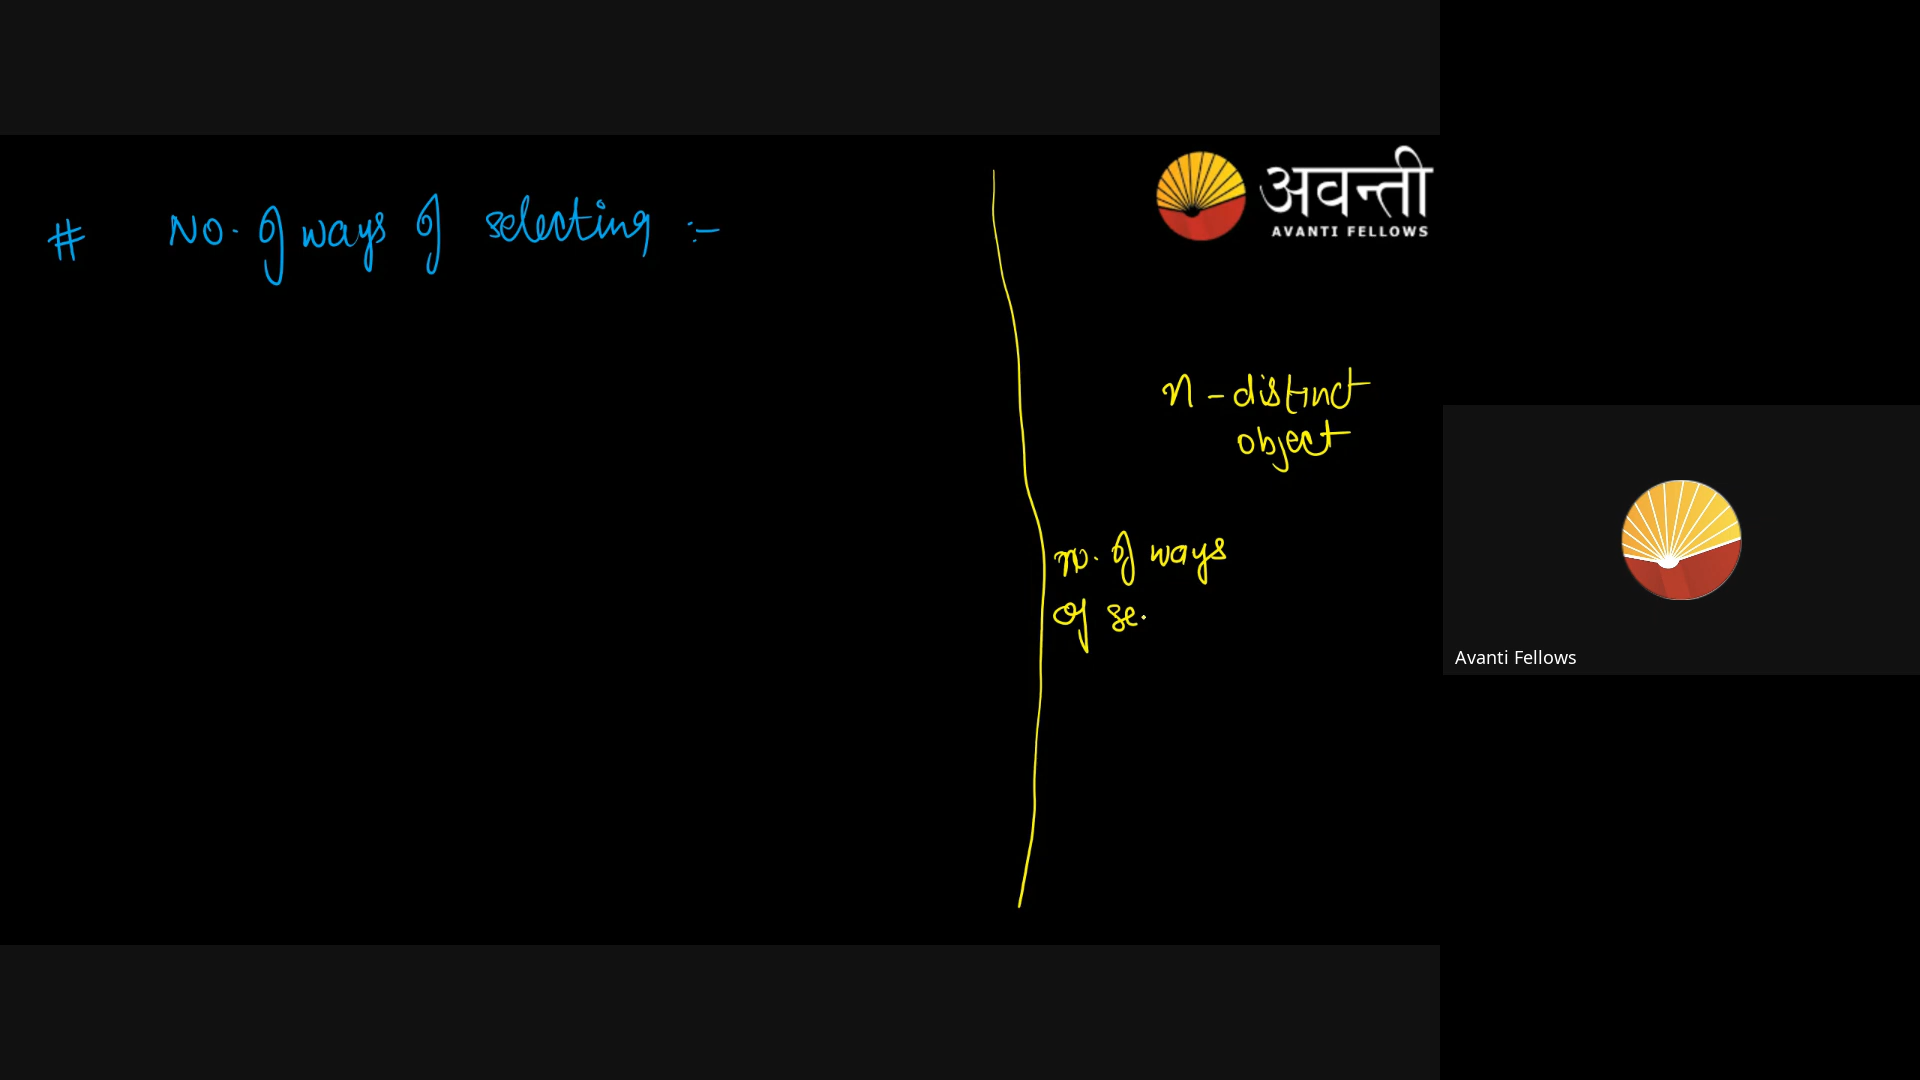 # No. of ways of selecting :-
अवन्ती
AVANTI FELLOWS
n - distinct
object
no. of ways
of se.
Avanti Fellows